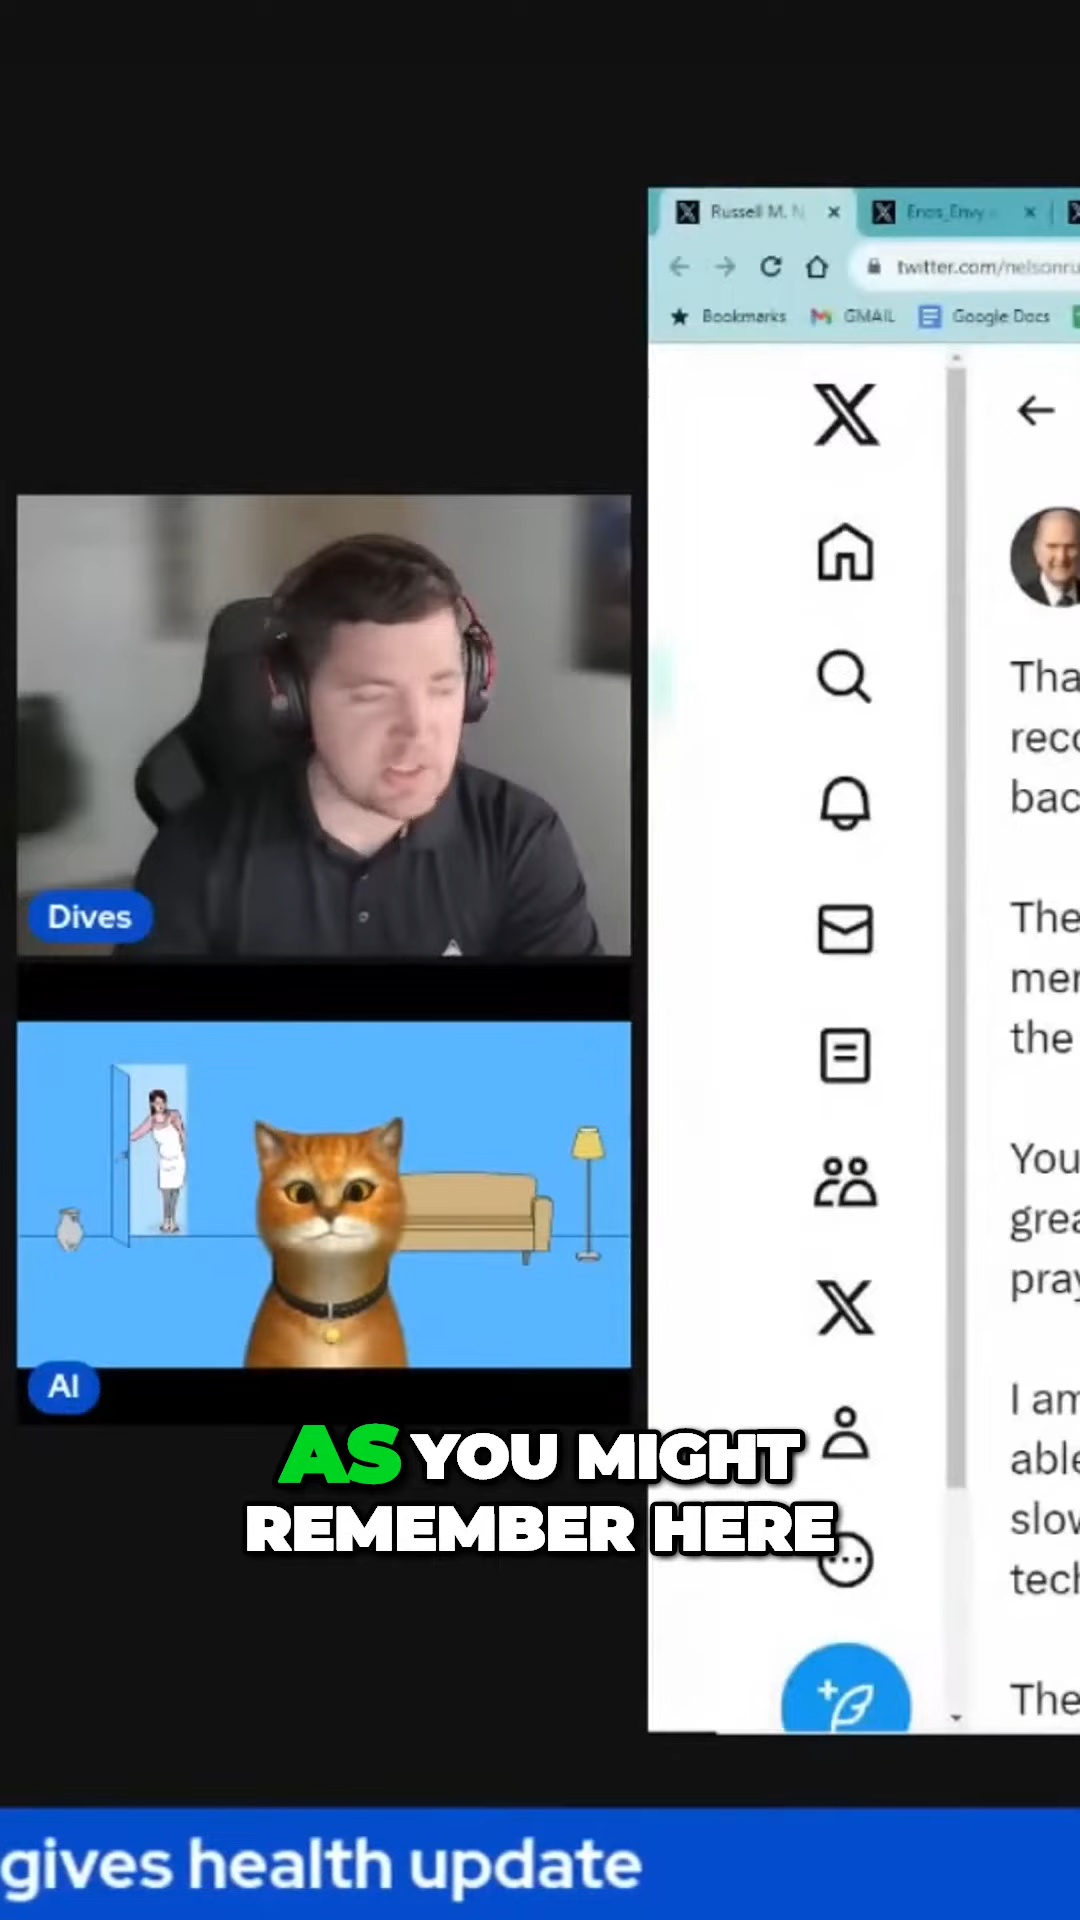 Russell M. N
Enos_Envy
twitter.com/nelsonru
Bookmarks GMAIL Google Docs
Tha
reco
bac
Dives
The
mer
the
You
grea
pray
AI
I am
able
slow
tech
AS YOU MIGHT
REMEMBER HERE
The
gives health update